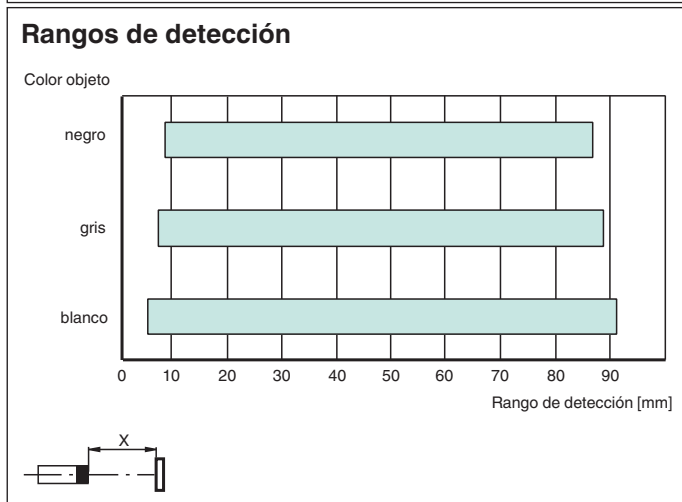 Rangos de detección
Color objeto
negro
gris
blanco
0 10 20 30 40 50 60 70 80 90
Rango de detección [mm]
X